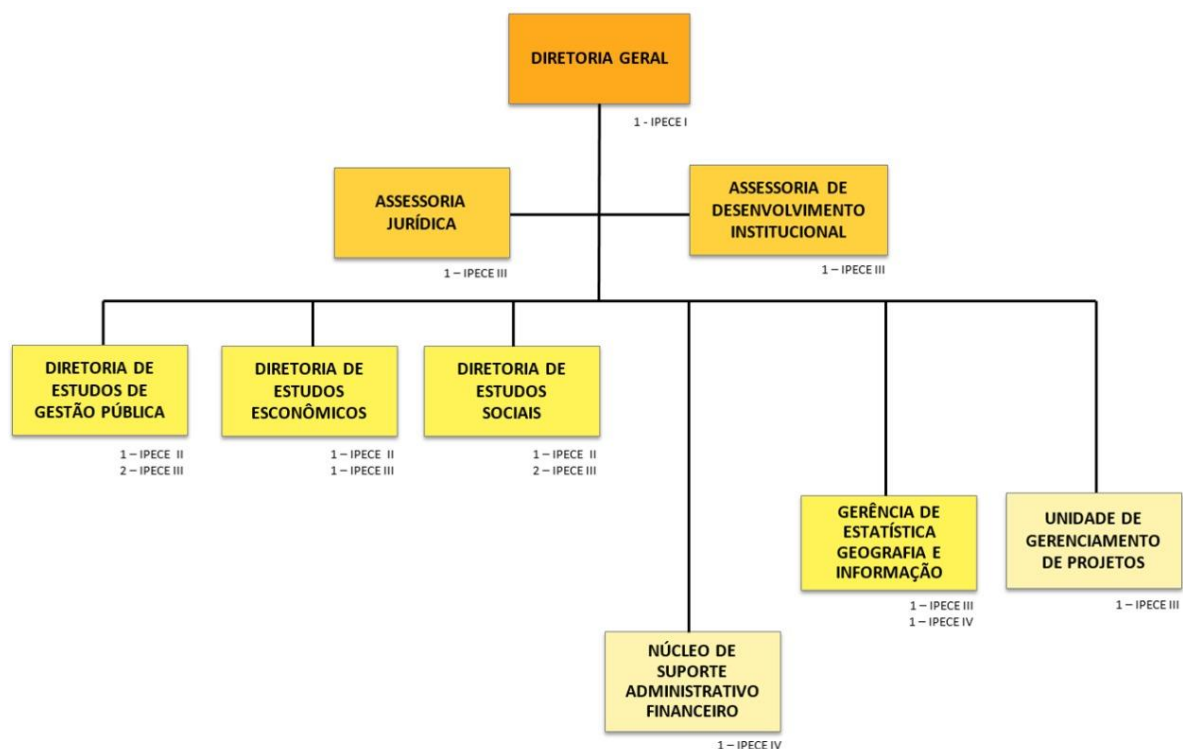 DIRETORIA GERAL
1 - IPECE I
ASSESSORIA
JURÍDICA
1 – IPECE III
ASSESSORIA DE
DESENVOLVIMENTO
INSTITUCIONAL
1 – IPECE III
DIRETORIA DE
ESTUDOS DE
GESTÃO PÚBLICA
1 – IPECE II
2 – IPECE III
DIRETORIA DE
ESTUDOS
ESCONÔMICOS
1 – IPECE II
1 – IPECE III
DIRETORIA DE
ESTUDOS
SOCIAIS
1 – IPECE II
2 – IPECE III
GERÊNCIA DE
ESTATÍSTICA
GEOGRAFIA E
INFORMAÇÃO
1 – IPECE III
1 – IPECE IV
UNIDADE DE
GERENCIAMENTO
DE PROJETOS
1 – IPECE III
NÚCLEO DE
SUPORTE
ADMINISTRATIVO
FINANCEIRO
1 – IPECE IV